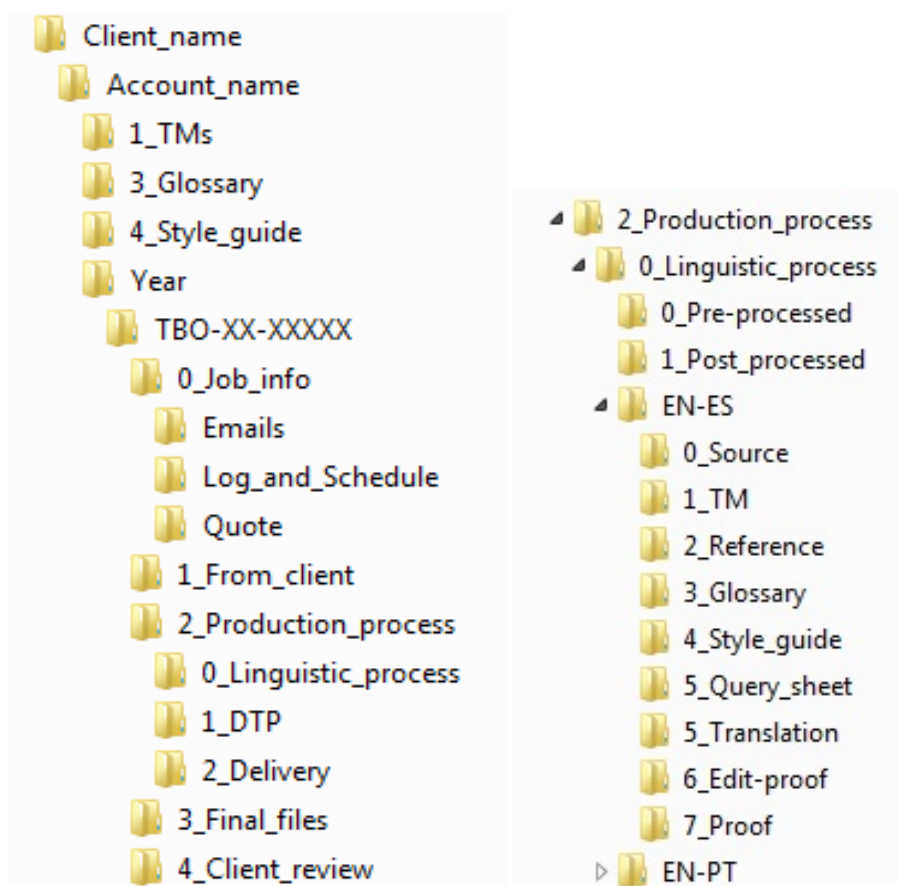 Client_name
Account_name
1_TMs
3_Glossary
4_Style_guide
Year
TBO-XX-XXXXX
0_Job_info
Emails
Log_and_Schedule
Quote
1_From_client
2_Production_process
0_Linguistic_process
1_DTP
2_Delivery
3_Final_files
4_Client_review
2_Production_process
0_Linguistic_process
0_Pre-processed
1_Post_processed
EN-ES
0_Source
1_TM
2_Reference
3_Glossary
4_Style_guide
5_Query_sheet
5_Translation
6_Edit-proof
7_Proof
EN-PT